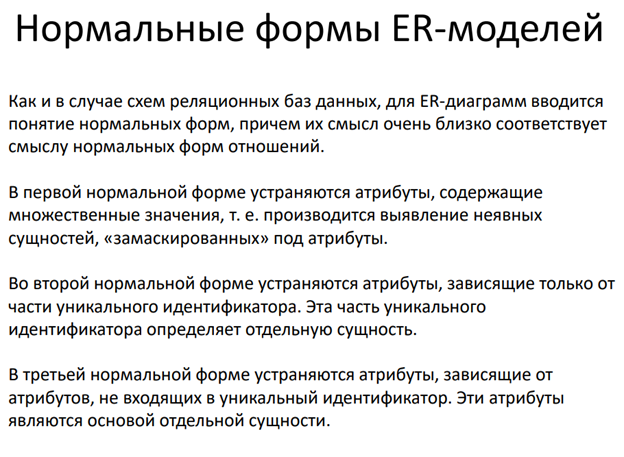 Нормальные формы ER-моделей
Как и в случае схем реляционных баз данных, для ER-диаграмм вводится
понятие нормальных форм, причем их смысл очень близко соответствует
смыслу нормальных форм отношений.
В первой нормальной форме устраняются атрибуты, содержащие
множественные значения, т. е. производится выявление неявных
сущностей, «замаскированных» под атрибуты.
Во второй нормальной форме устраняются атрибуты, зависящие только от
части уникального идентификатора. Эта часть уникального
идентификатора определяет отдельную сущность.
В третьей нормальной форме устраняются атрибуты, зависящие от
атрибутов, не входящих в уникальный идентификатор. Эти атрибуты
являются основой отдельной сущности.